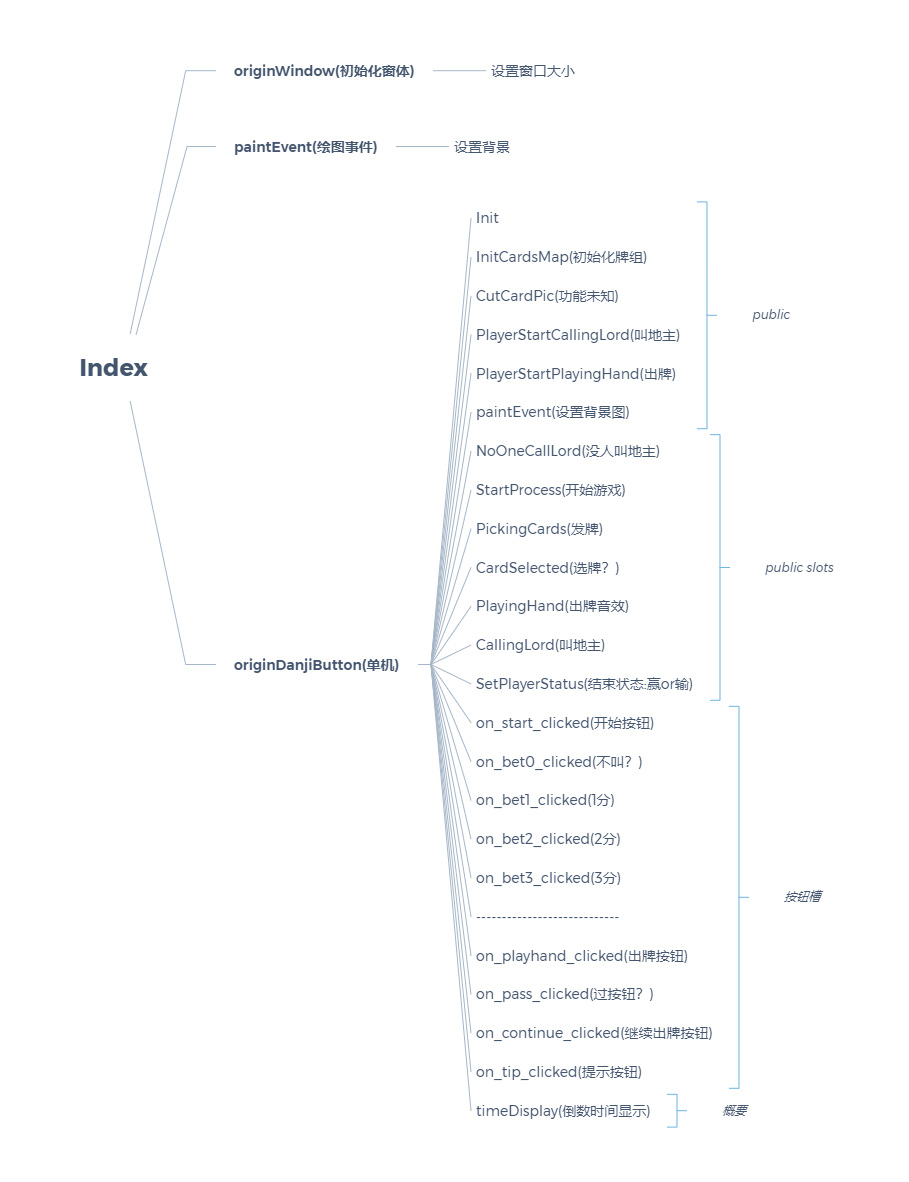 originWindow(初始化窗体)
设置窗口大小
paintEvent(绘图事件)
设置背景
Index
originDanjiButton(单机)
Init
InitCardsMap(初始化牌组)
CutCardPic(功能未知)
PlayerStartCallingLord(叫地主)
PlayerStartPlayingHand(出牌)
paintEvent(设置背景图)
public
NoOneCallLord(没人叫地主)
StartProcess(开始游戏)
PickingCards(发牌)
CardSelected(选牌？)
PlayingHand(出牌音效)
CallingLord(叫地主)
SetPlayerStatus(结束状态:赢or输)
public slots
on_start_clicked(开始按钮)
on_bet0_clicked(不叫？)
on_bet1_clicked(1分)
on_bet2_clicked(2分)
on_bet3_clicked(3分)
----------------------------
on_playhand_clicked(出牌按钮)
on_pass_clicked(过按钮？)
on_continue_clicked(继续出牌按钮)
on_tip_clicked(提示按钮)
按钮槽
timeDisplay(倒数时间显示)
概要